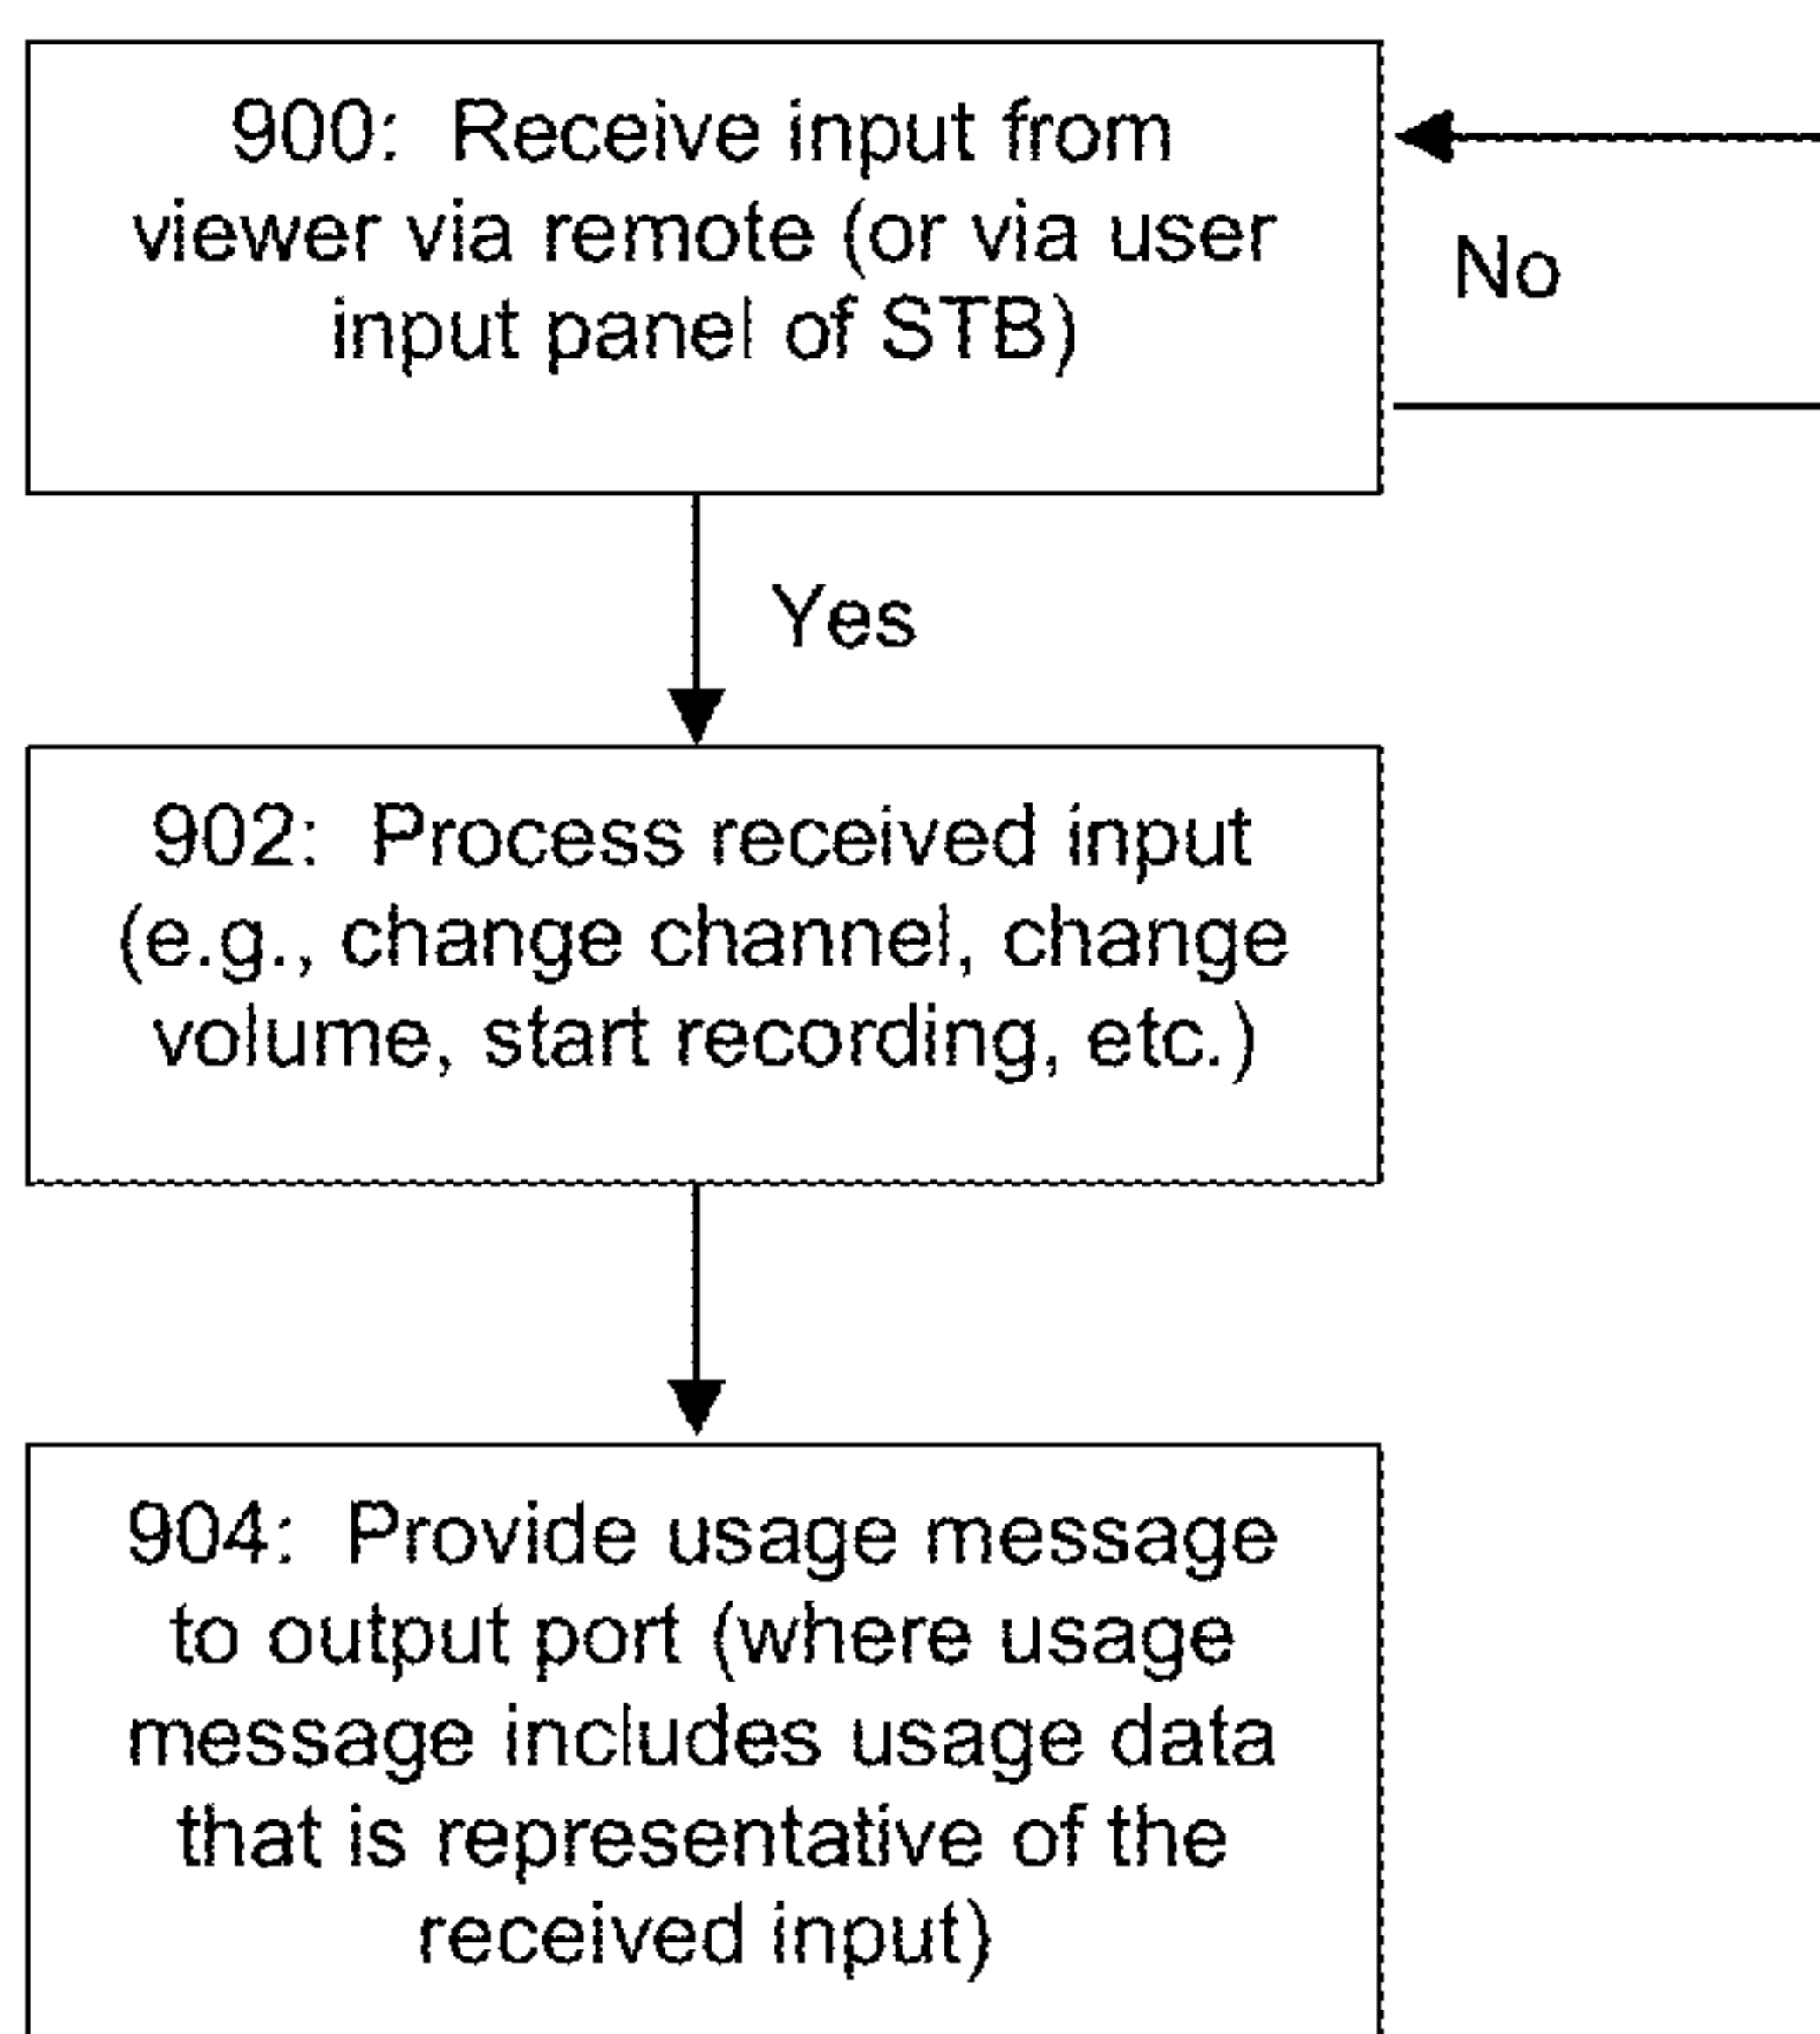 900: Receive input from
viewer via remote (or via user
input panel of STB)
No
Yes
902: Process received input
(e.g., change channel, change
volume, start recording, etc.)
904: Provide usage message
to output port (where usage
message includes usage data
that is representative of the
received input)